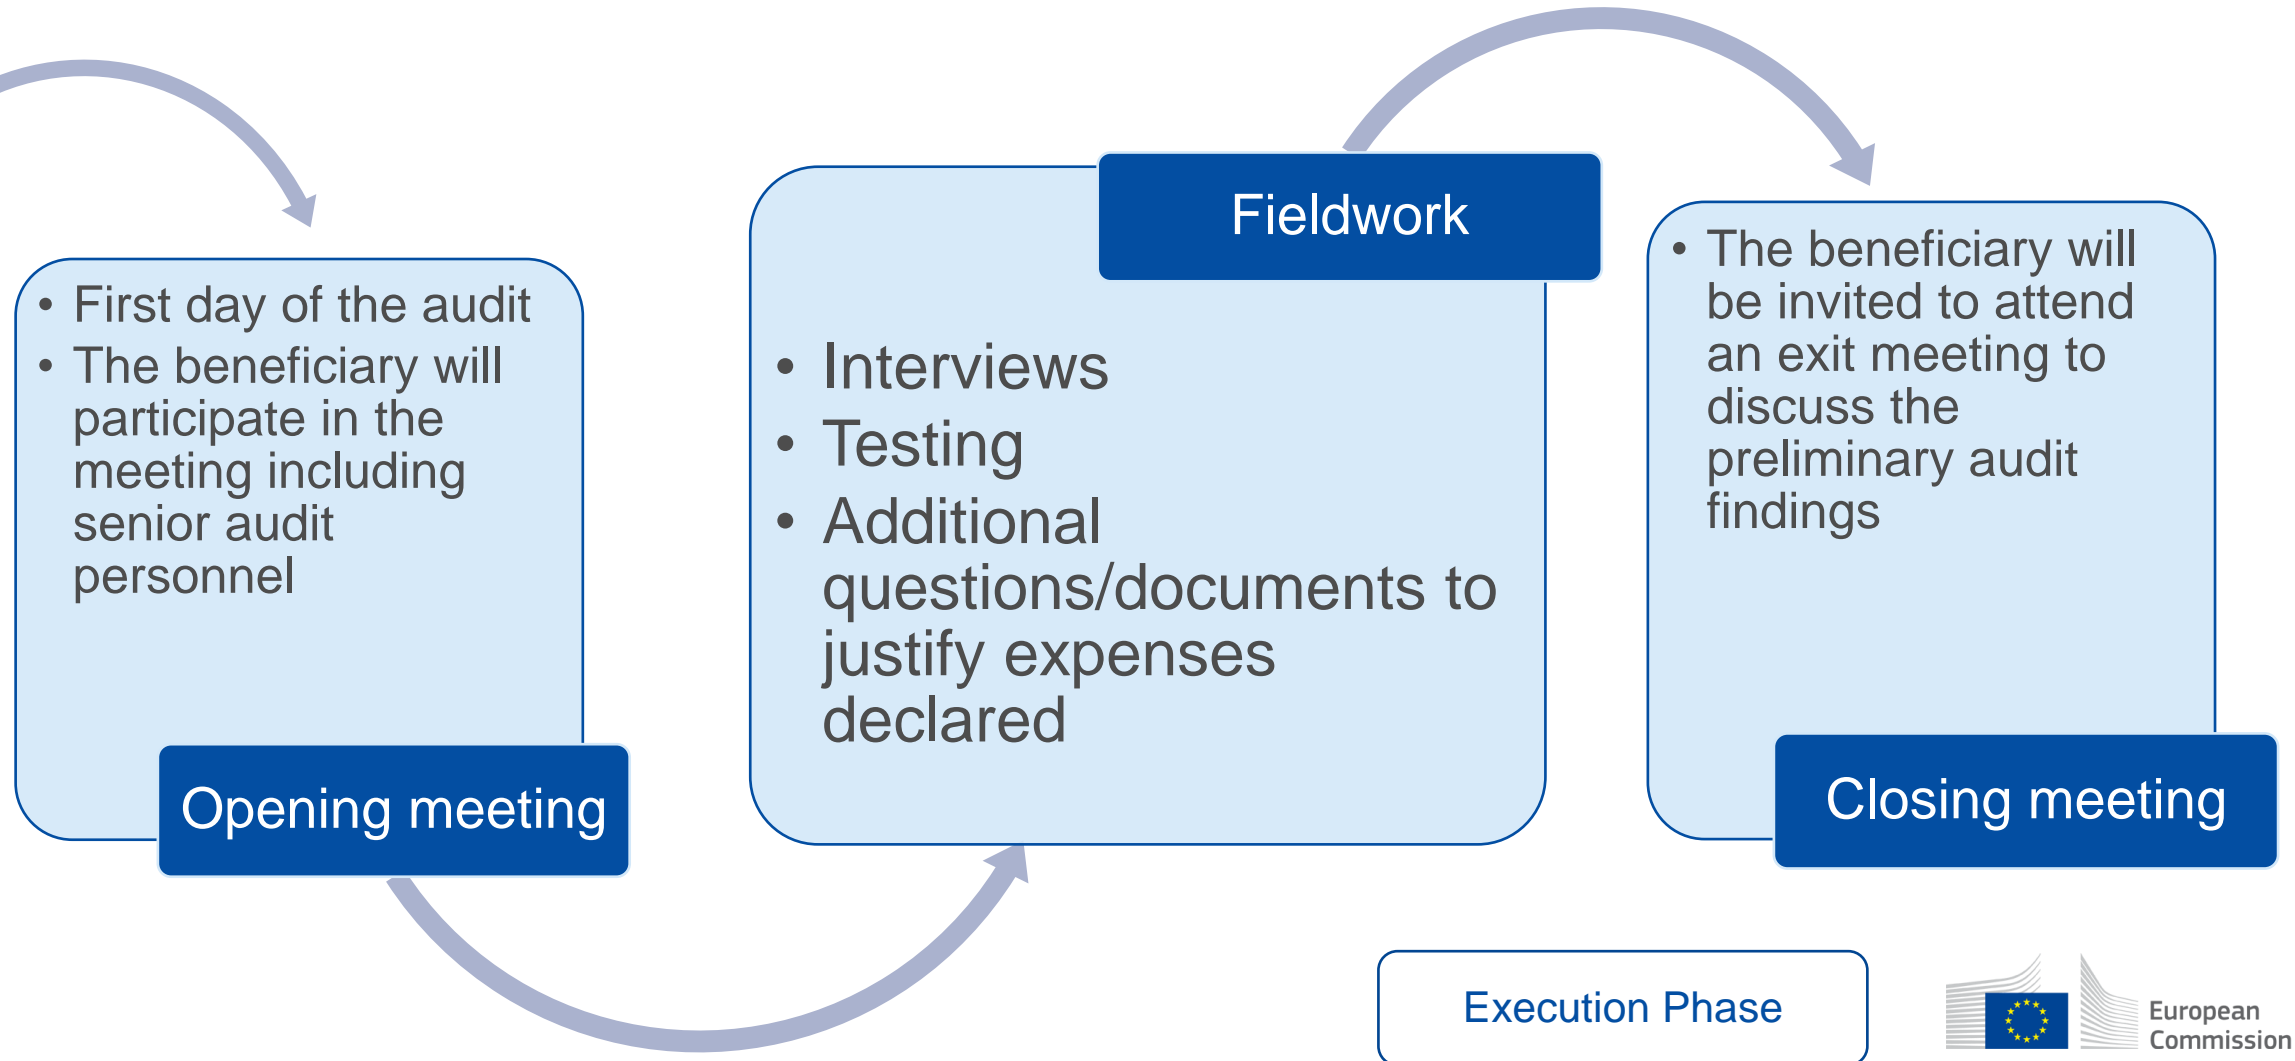 • First day of the audit
• The beneficiary will
participate in the
meeting including
senior audit
personnel
Opening meeting
Fieldwork
• Interviews
• Testing
• Additional
questions/documents to
justify expenses
declared
• The beneficiary will
be invited to attend
an exit meeting to
discuss the
preliminary audit
findings
Closing meeting
Execution Phase
European
Commission